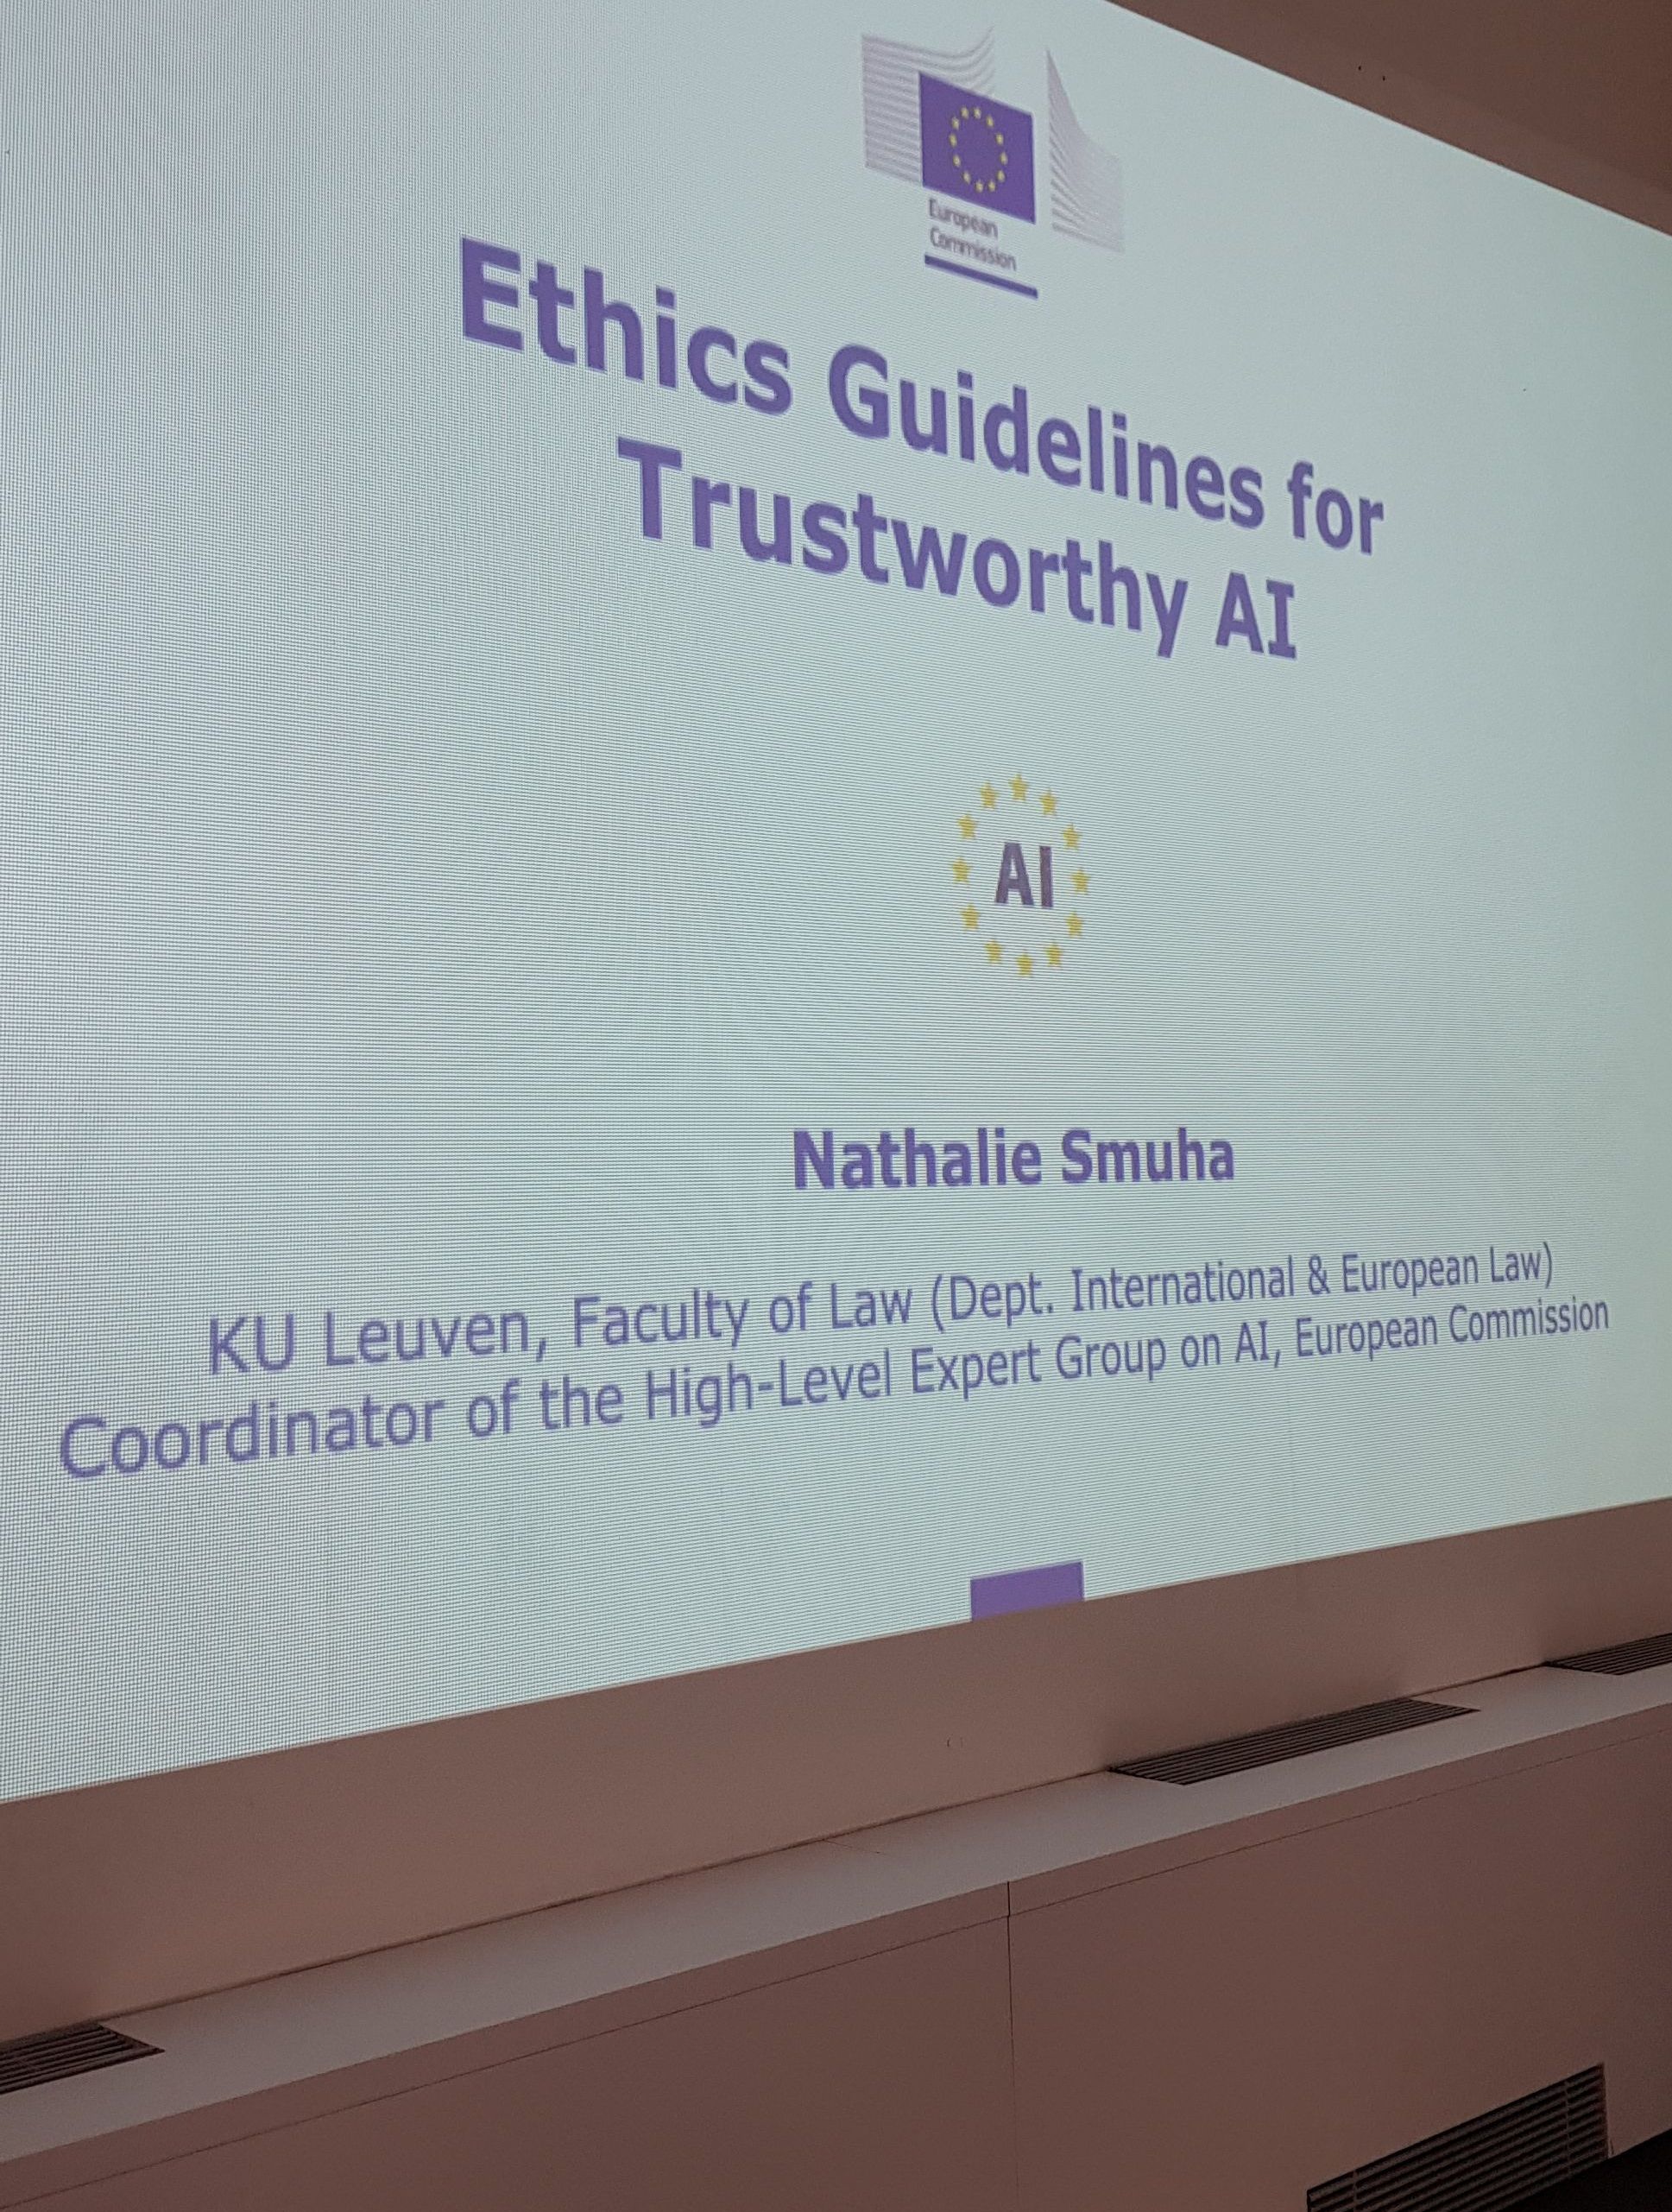 European
Commission
Ethics Guidelines for
Trustworthy AI
AI
Nathalie Smuha
KU Leuven, Faculty of Law (Dept. International & European Law)
Coordinator of the High-Level Expert Group on AI, European Commission